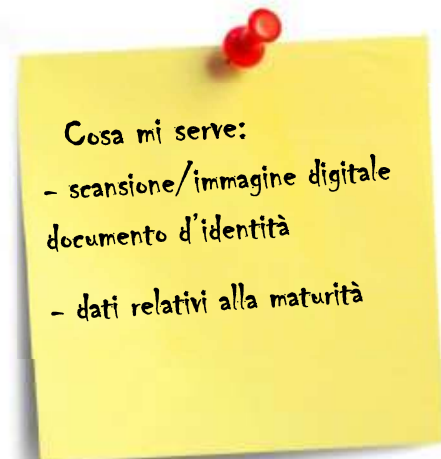 Cosa mi serve:
- scansione/immagine digitale
documento d'identità
- dati relativi alla maturità